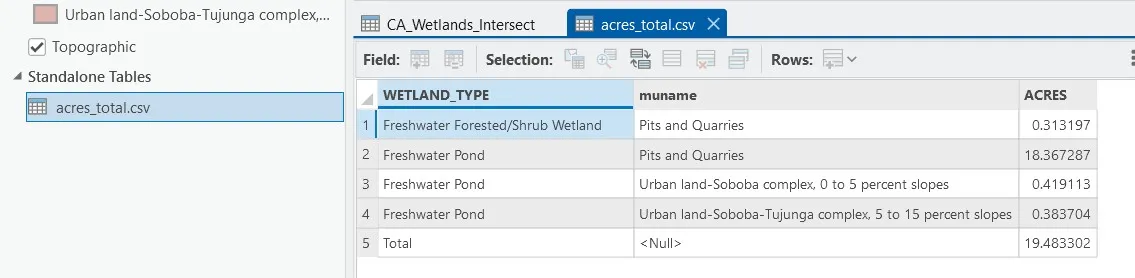 Urban land-Soboba-Tujunga complex,...
Topographic
Standalone Tables
acres_total.csv
CA_Wetlands_Intersect acres_total.csv
Field: Selection: Rows:
WETLAND_TYPE muname ACRES
1 Freshwater Forested/Shrub Wetland Pits and Quarries 0.313197
2 Freshwater Pond Pits and Quarries 18.367287
3 Freshwater Pond Urban land-Soboba complex, 0 to 5 percent slopes 0.419113
4 Freshwater Pond Urban land-Soboba-Tujunga complex, 5 to 15 percent slopes 0.383704
5 Total <Null> 19.483302